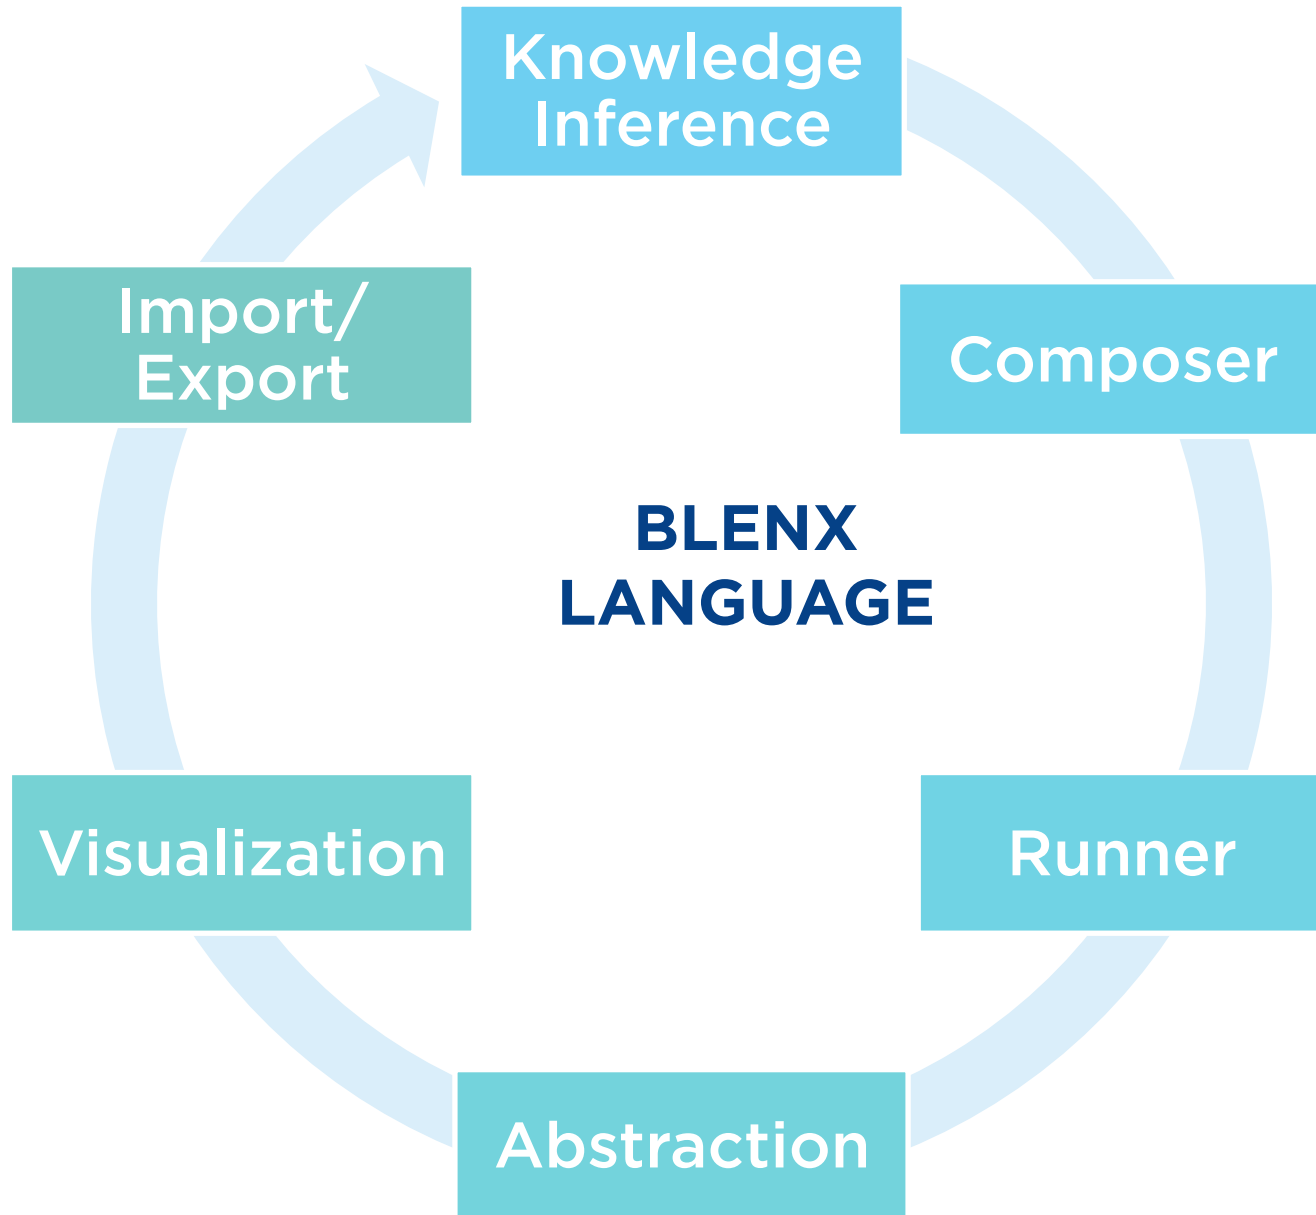 Knowledge
Inference
Import/
Export
Composer
BLENX
LANGUAGE
Visualization
Runner
Abstraction